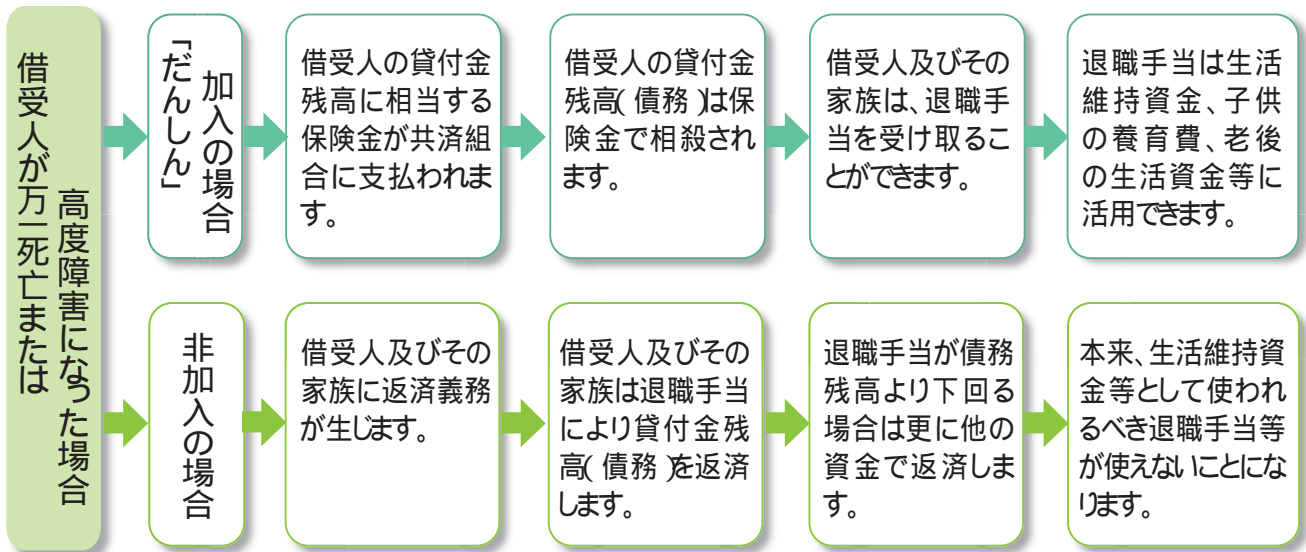 借受人が万一死亡または
高度障害になった場合
「だんしん」
加入の場合
借受人の貸付金
残高に相当する
保険金が共済組
合に支払われま
す。
借受人の貸付金
残高(債務)は保
険金で相殺され
ます。
借受人及びその
家族は、退職手
当を受け取るこ
とができます。
退職手当は生活
維持資金、子供
の養育費、老後
の生活資金等に
活用できます。
非加入の場合
借受人及びその
家族に返済義務
が生じます。
借受人及びその
家族は退職手当
により貸付金残
高(債務)を返済
します。
退職手当が債務
残高より下回る
場合は更に他の
資金で返済しま
す。
本来、生活維持資
金等として使われ
るべき退職手当等
が使えないことにな
ります。